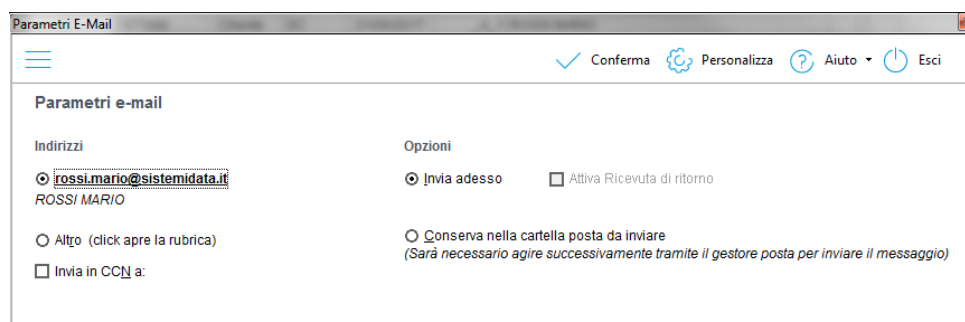 Parametri E-Mail
Conferma Personalizza Aiuto Esci
Parametri e-mail
Indirizzi
rossi.mario@sistemidata.it
ROSSI MARIO
Altro (click apre la rubrica)
Invia in CCN a:
Opzioni
Invia adesso Attiva Ricevuta di ritorno
Conserva nella cartella posta da inviare
(Sarà necessario agire successivamente tramite il gestore posta per inviare il messaggio)